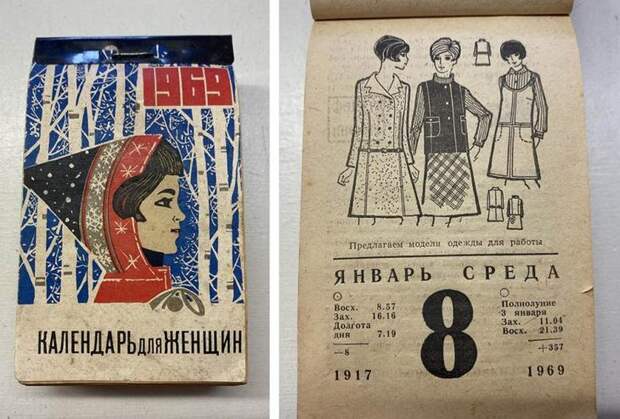 1969
КАЛЕНДАРЬ ДЛЯ ЖЕНЩИН
Предлагаем модели одежды для работы
ЯНВАРЬ СРЕДА
8
Восх. 8.57
Зах. 16.16
Долгота
дня 7.19
—8
1917
Полнолуние
3 января
Зах. 11.04
Восх. 21.39
+357
1969